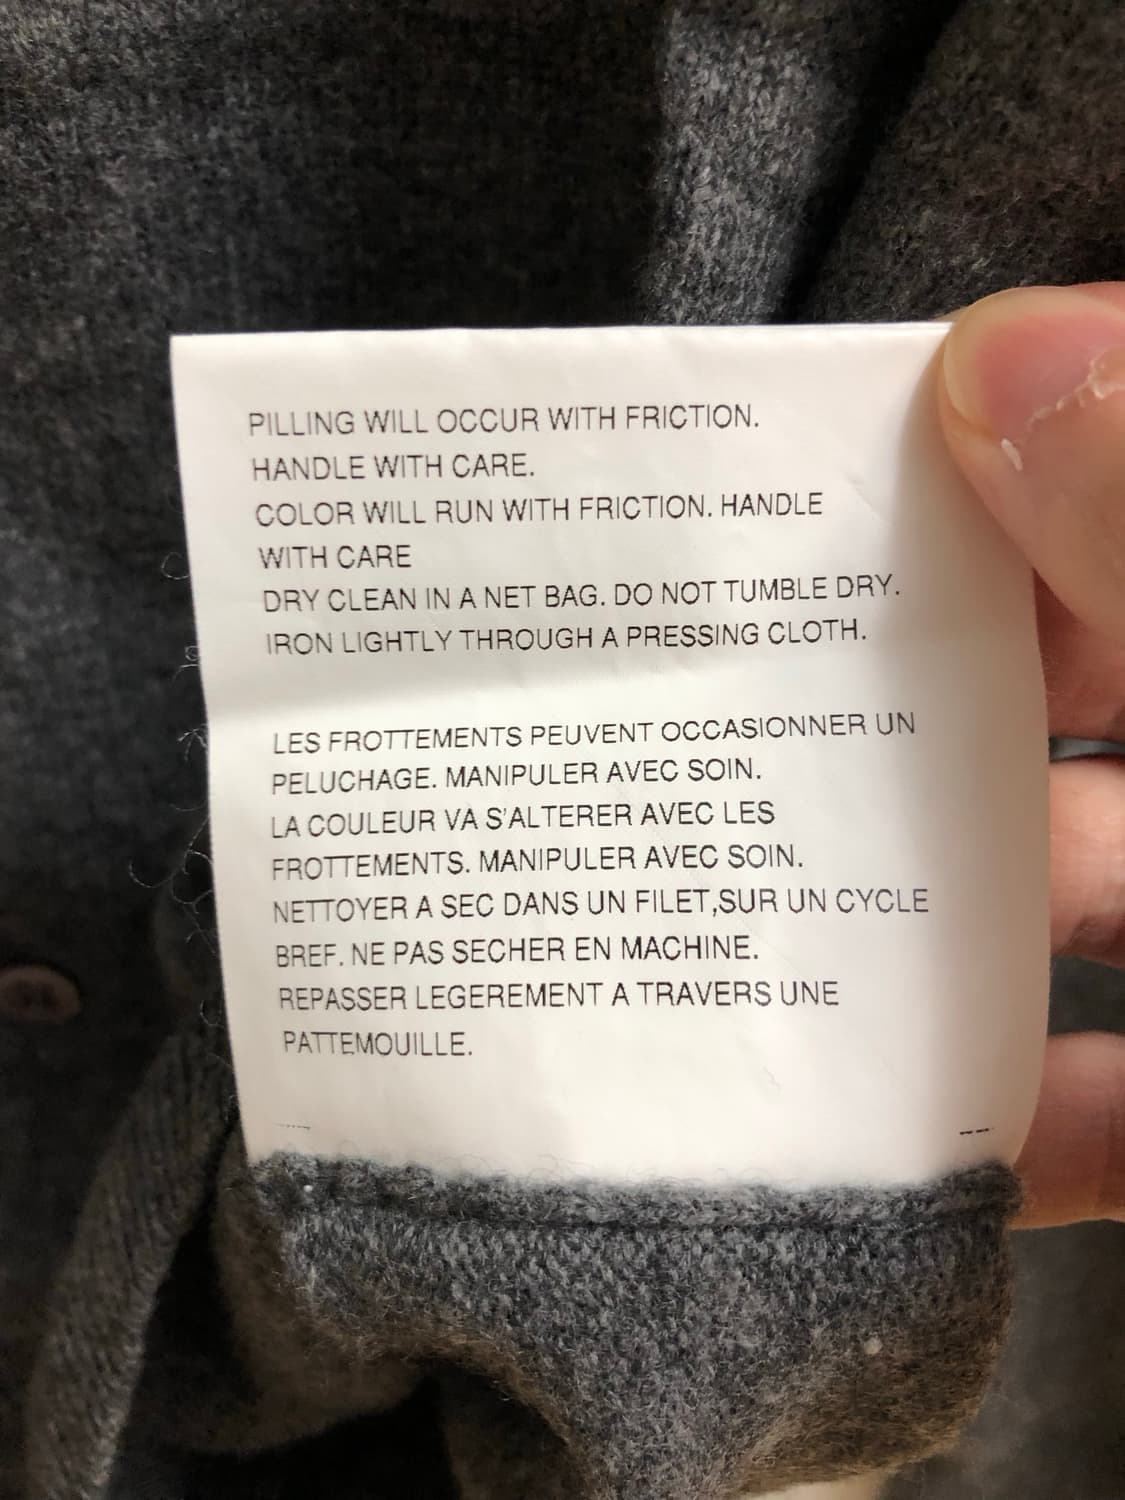 PILLING WILL OCCUR WITH FRICTION.
HANDLE WITH CARE.
COLOR WILL RUN WITH FRICTION. HANDLE
WITH CARE
DRY CLEAN IN A NET BAG. DO NOT TUMBLE DRY.
IRON LIGHTLY THROUGH A PRESSING CLOTH.
LES FROTTEMENTS PEUVENT OCCASIONNER UN
PELUCHAGE. MANIPULER AVEC SOIN.
LA COULEUR VA S'ALTERER AVEC LES
FROTTEMENTS. MANIPULER AVEC SOIN.
NETTOYER A SEC DANS UN FILET,SUR UN CYCLE
BREF. NE PAS SECHER EN MACHINE.
REPASSER LEGEREMENT A TRAVERS UNE
PATTEMOUILLE.